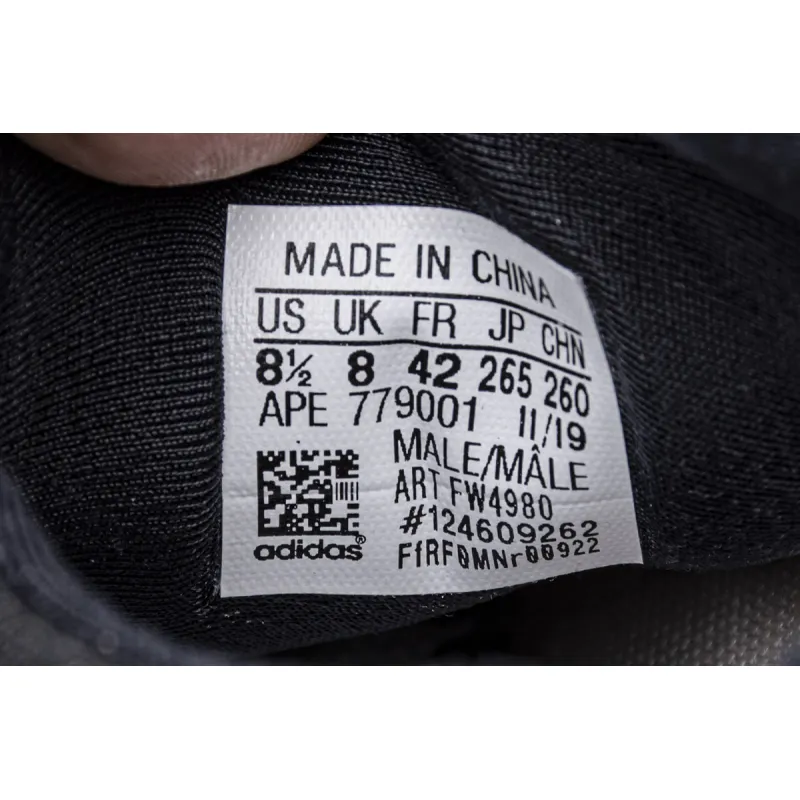 MADE IN CHINA
US UK FR JP CHN
8½ 8 42 265 260
APE 779001 11/19
MALE/MÂLE
ART FW4980
#124609262
FfRF0MNr00922
adidas®